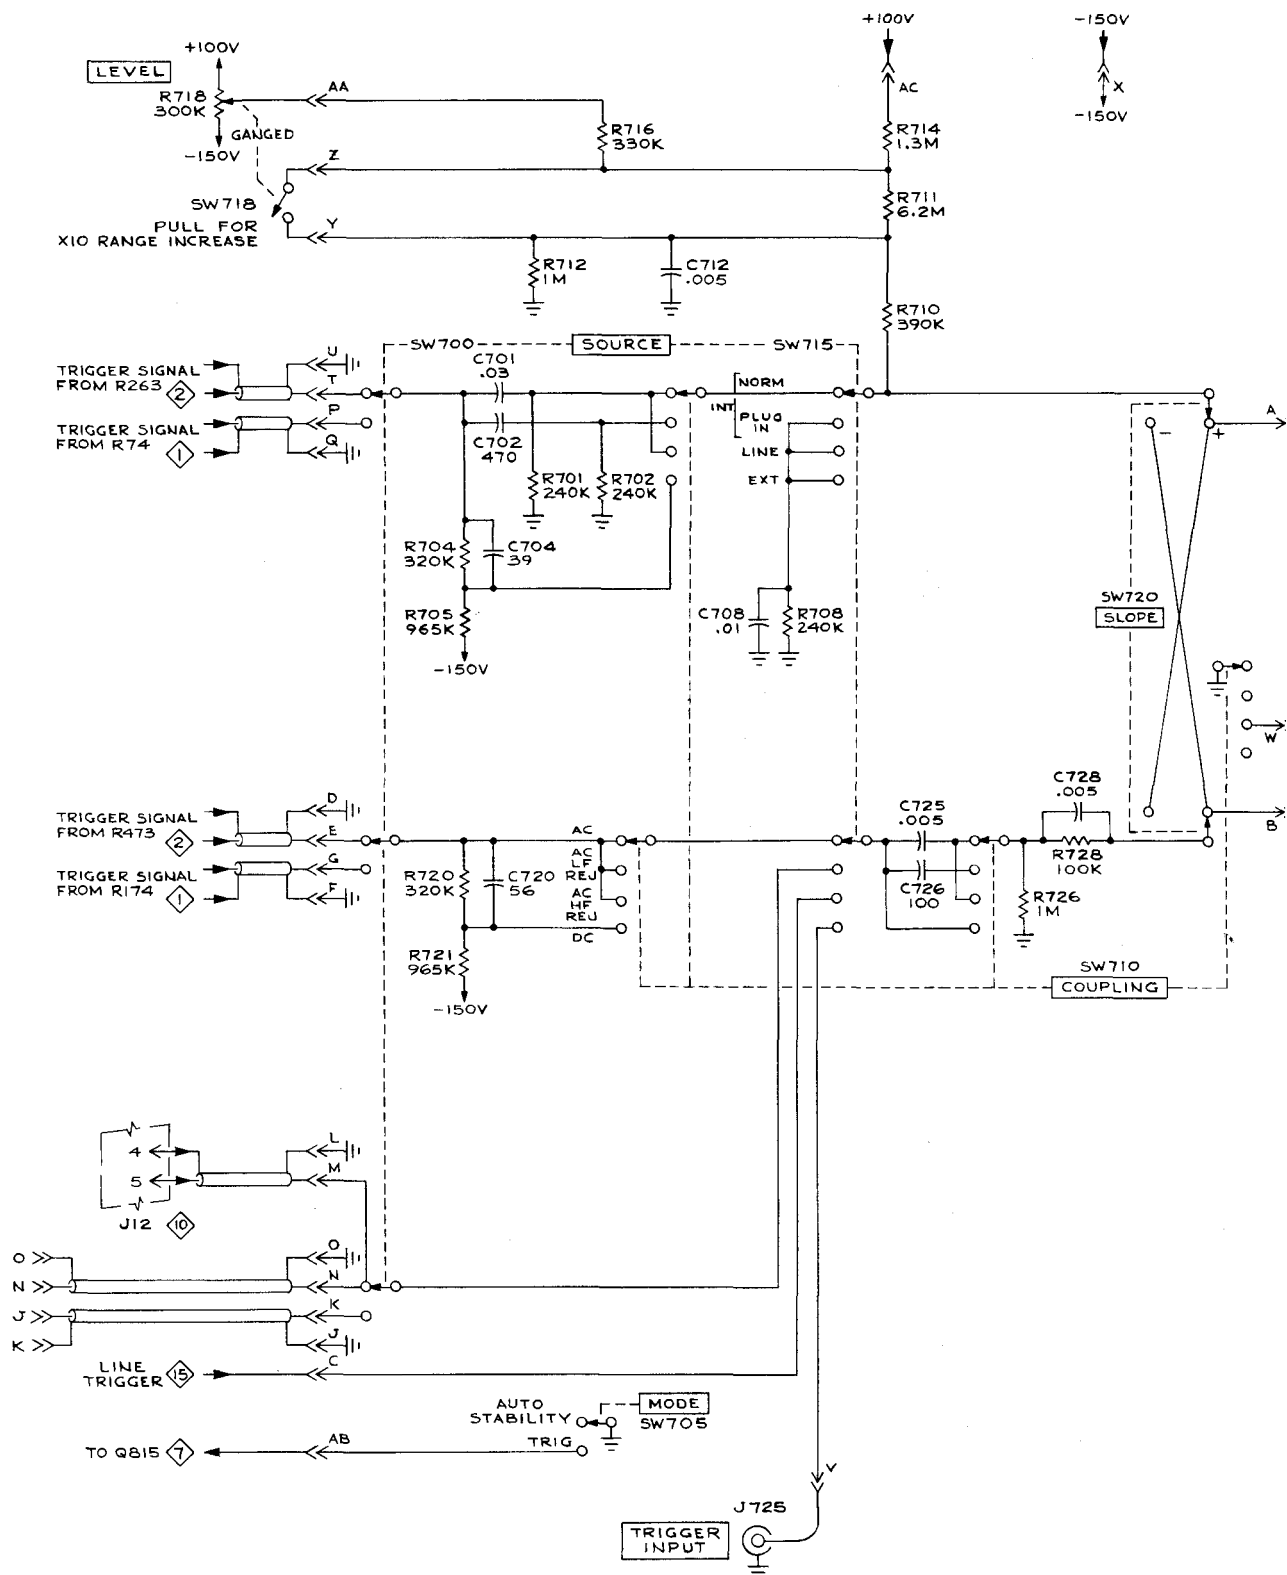 +100V
-150V
+100V
LEVEL
AA
AC
X
R718
300K
R716
330K
R714
1.3M
-150V
GANGED
-150V
Z
SW718
R711
6.2M
PULL FOR
X10 RANGE INCREASE
Y
R712
1M
C712
.005
R710
390K
SW700
SOURCE
SW715
U
C701
.03
TRIGGER SIGNAL
FROM R263
2
T
NORM
INT
A
P
PLUG
IN
-
+
TRIGGER SIGNAL
FROM R74
1
Q
C702
470
LINE
R701
240K
R702
240K
EXT
R704
320K
C704
39
SW720
SLOPE
R705
965K
C708
.01
R708
240K
-150V
W
C728
.005
D
C725
.005
TRIGGER SIGNAL
FROM R473
2
E
AC
B
R728
100K
AC
LF
REJ
TRIGGER SIGNAL
FROM R174
1
G
F
R720
320K
C720
56
C726
100
R726
1M
AC
HF
REJ
DC
R721
965K
SW710
COUPLING
-150V
4
L
5
M
J12
10
O
O
N
N
J
K
K
J
LINE
TRIGGER
15
C
AUTO
STABILITY
MODE
SW705
TO Q815
7
AB
TRIG
V
J725
TRIGGER
INPUT